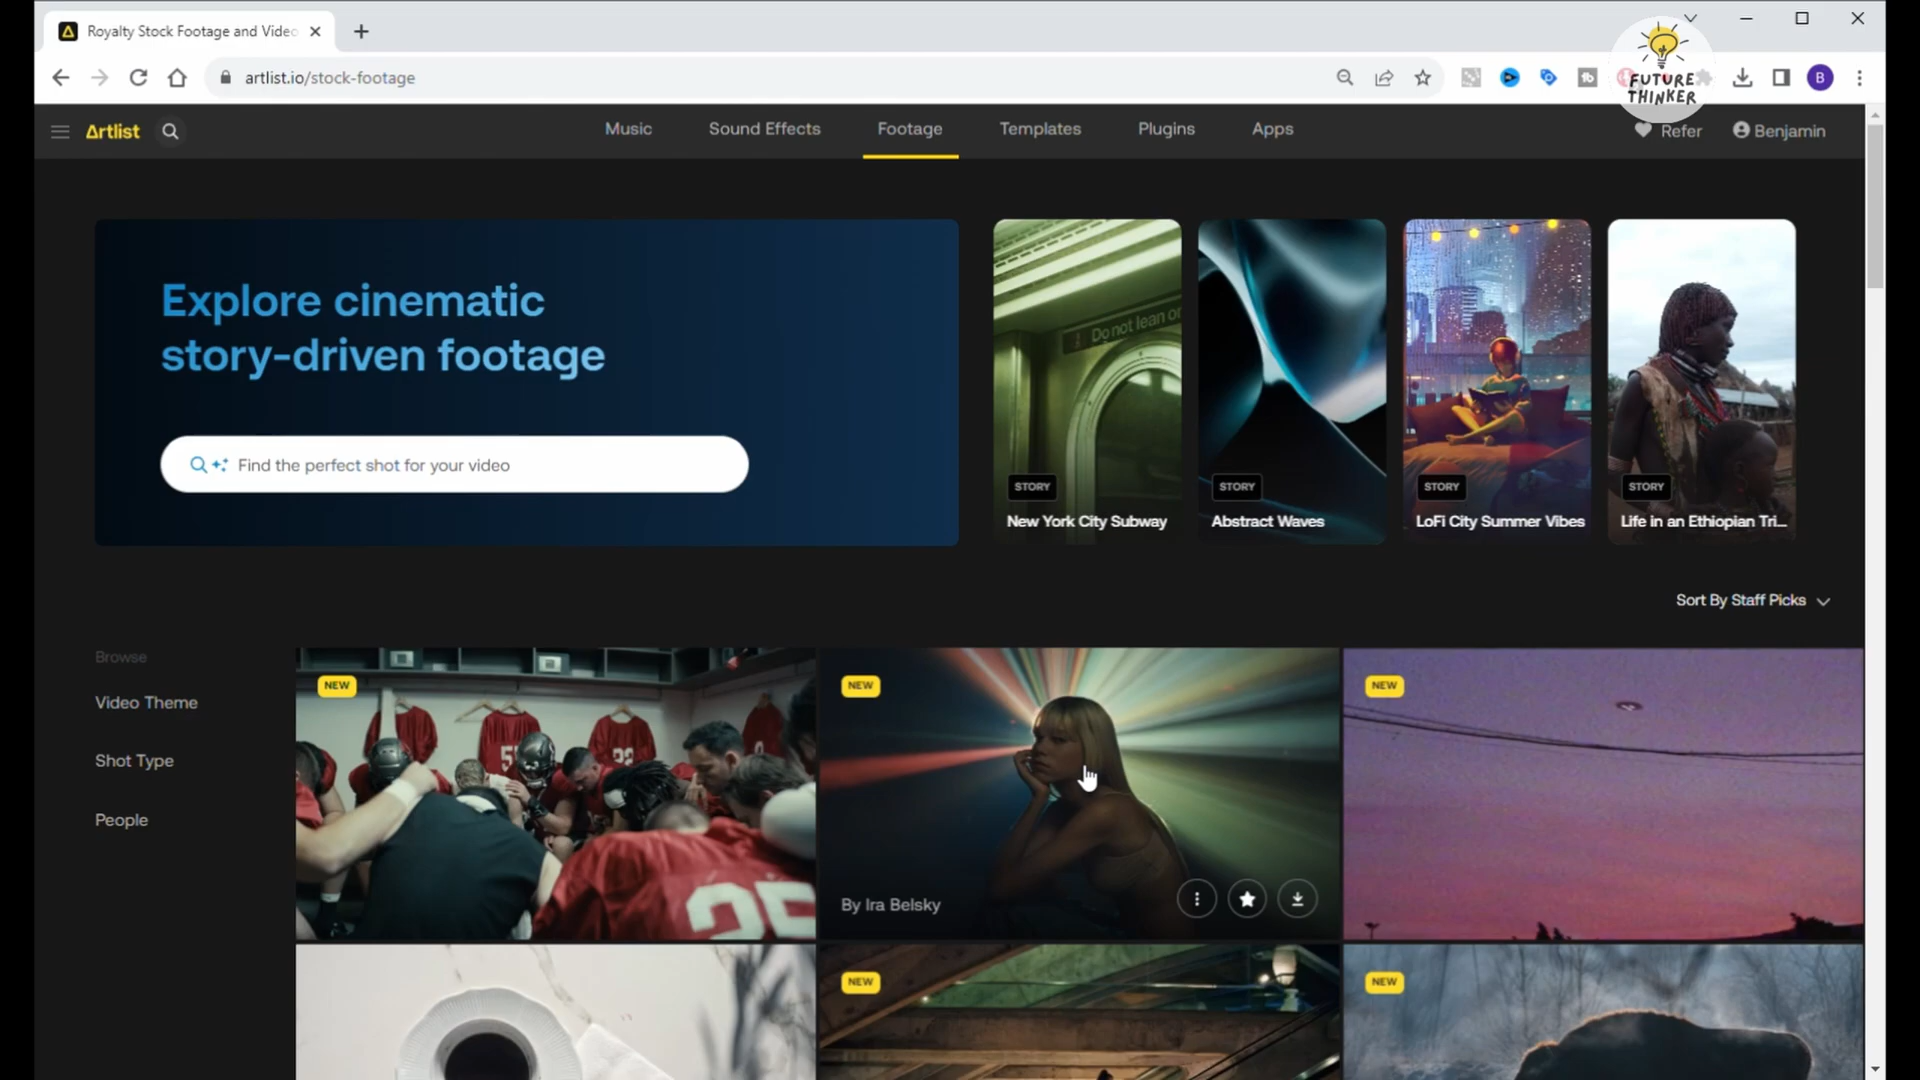 Royalty Stock Footage and Video
artlist.io/stock-footage
B
FUTURE
THINKER
Artlist
Music
Sound Effects
Footage
Templates
Plugins
Apps
Refer
Benjamin
Explore cinematic
story-driven footage
Find the perfect shot for your video
Do not lean or
STORY
New York City Subway
STORY
Abstract Waves
STORY
LoFi City Summer Vibes
STORY
Life in an Ethiopian Tri...
Sort By Staff Picks
Browse
Video Theme
Shot Type
People
NEW
NEW
By Ira Belsky
NEW
NEW
NEW